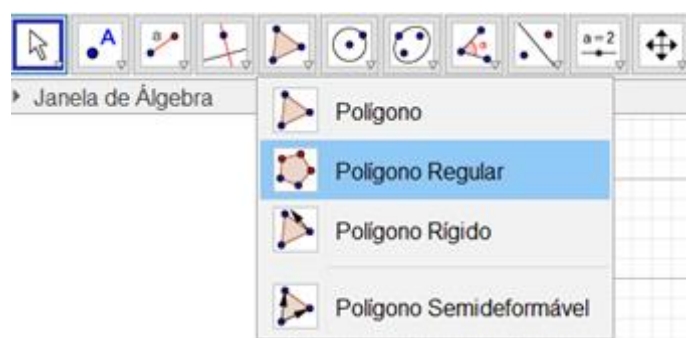 A
a
α
a=2
Janela de Álgebra
Polígono
Polígono Regular
Polígono Rígido
Polígono Semideformável